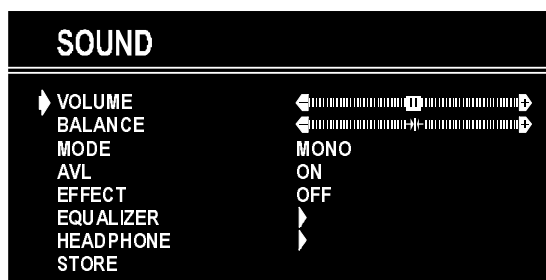 SOUND
VOLUME
BALANCE
MODE MONO
AVL ON
EFFECT OFF
EQUALIZER
HEADPHONE
STORE